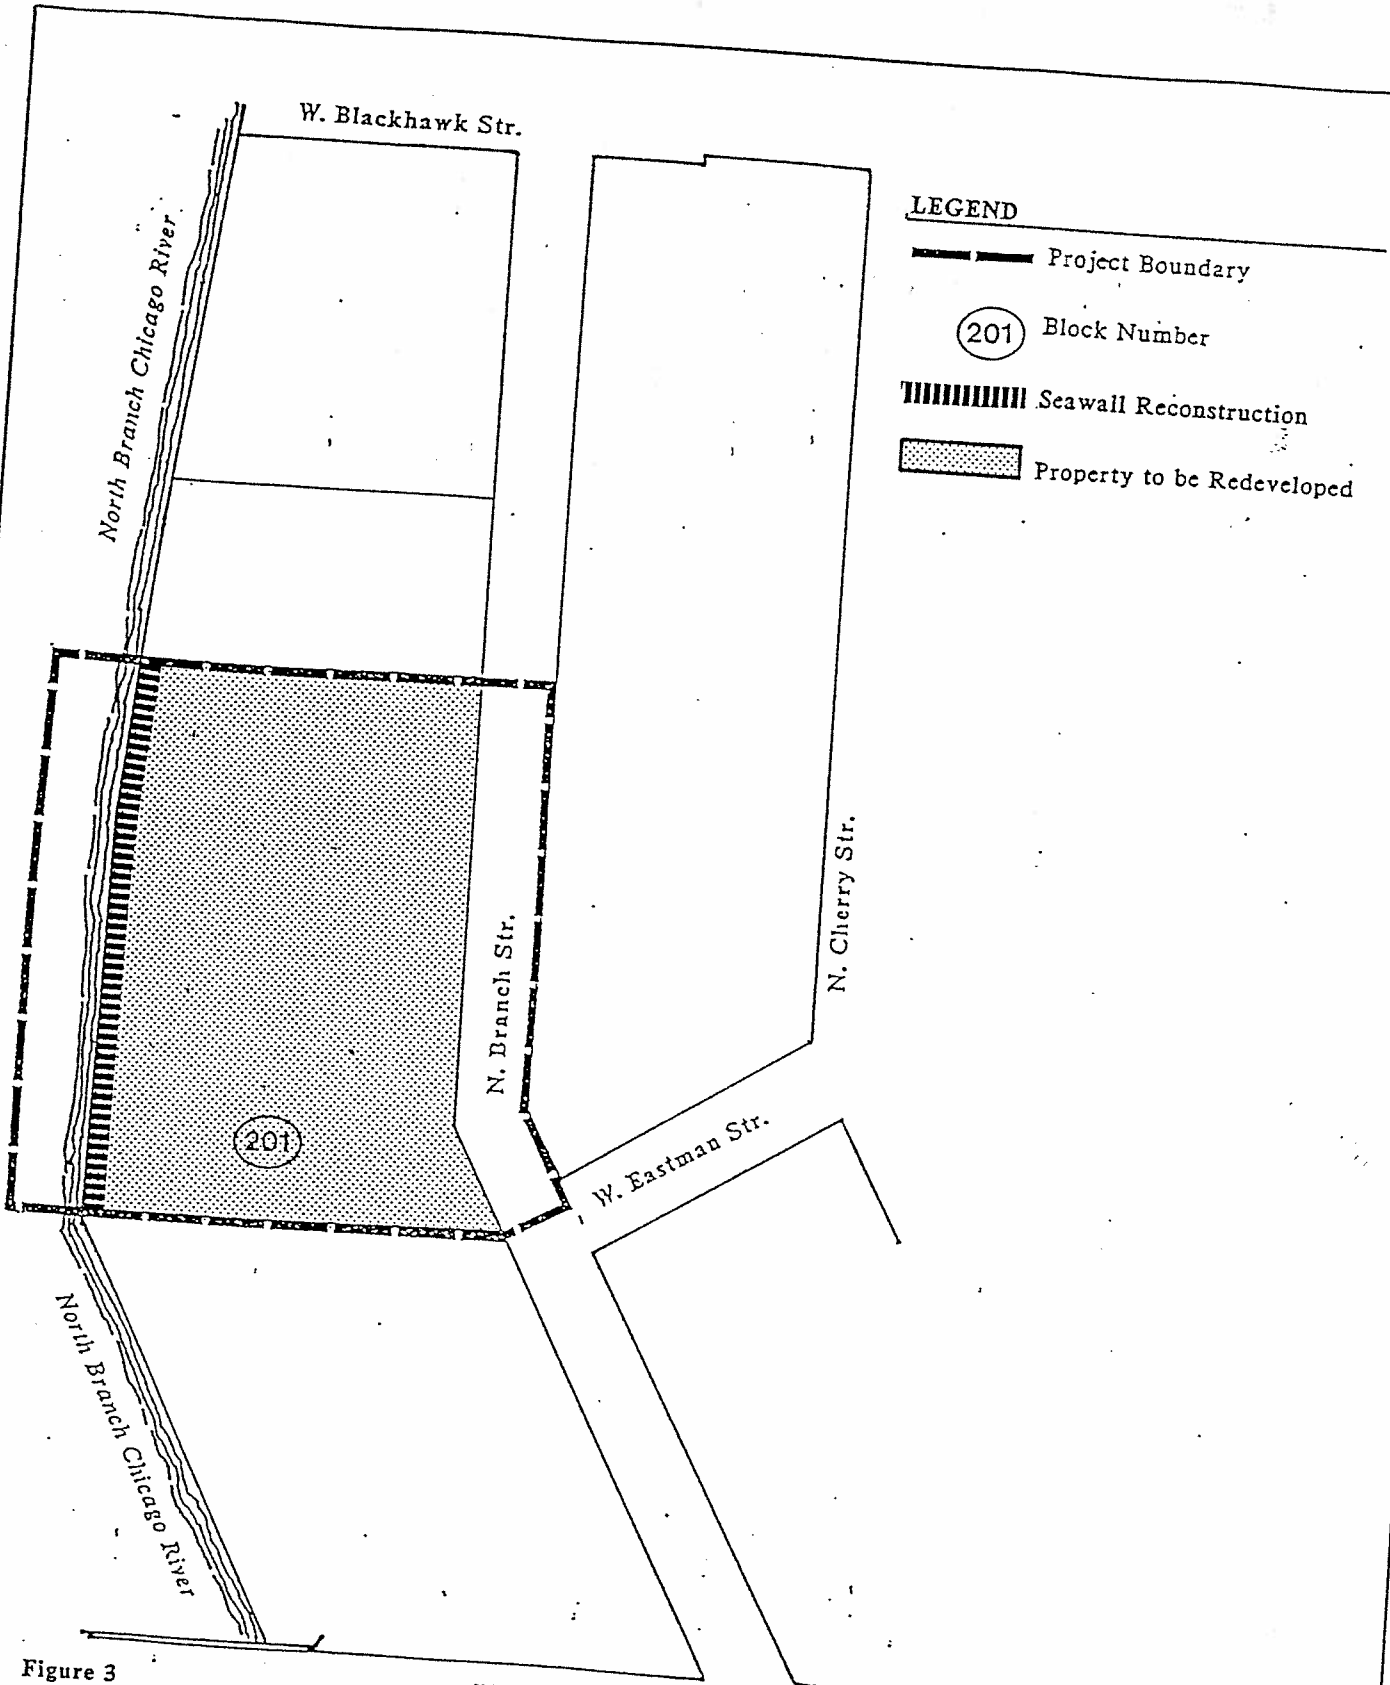 W. Blackhawk Str.
North Branch Chicago River
LEGEND
Project Boundary
201 Block Number
Seawall Reconstruction
Property to be Redeveloped
N. Branch Str.
N. Cherry Str.
W. Eastman Str.
201
North Branch Chicago River
Figure 3